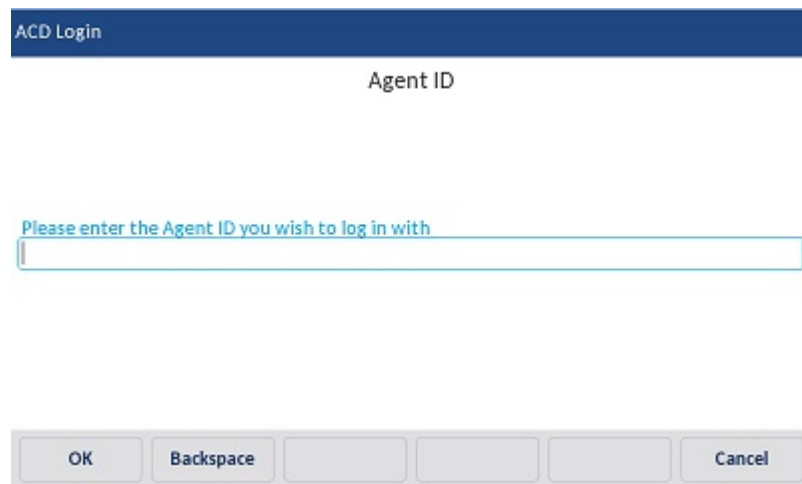 ACD Login
Agent ID
Please enter the Agent ID you wish to log in with
OK Backspace Cancel